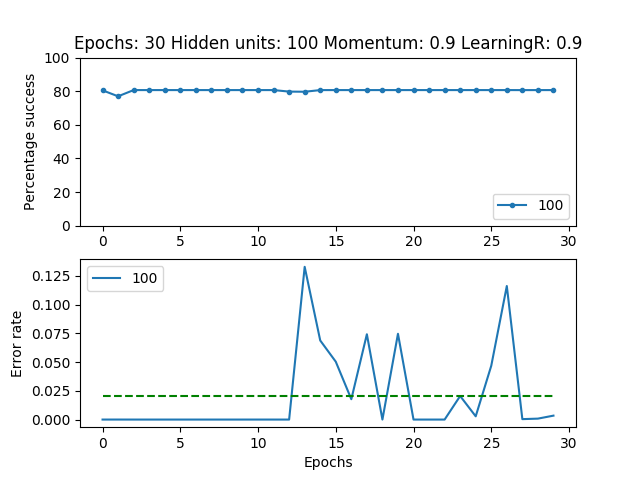 Epochs: 30 Hidden units: 100 Momentum: 0.9 LearningR: 0.9
Percentage success
100
80
60
40
20
0
100
0 5 10 15 20 25 30
Error rate
0.125
0.100
0.075
0.050
0.025
0.000
100
0 5 10 15 20 25 30
Epochs